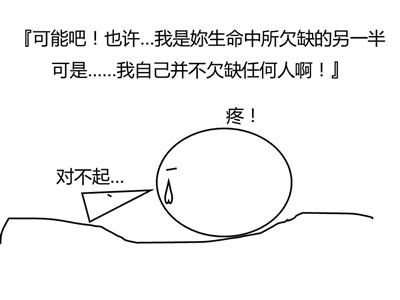 『可能吧！也许...我是妳生命中所欠缺的另一半
可是......我自己并不欠缺任何人啊！』
疼！
对不起...